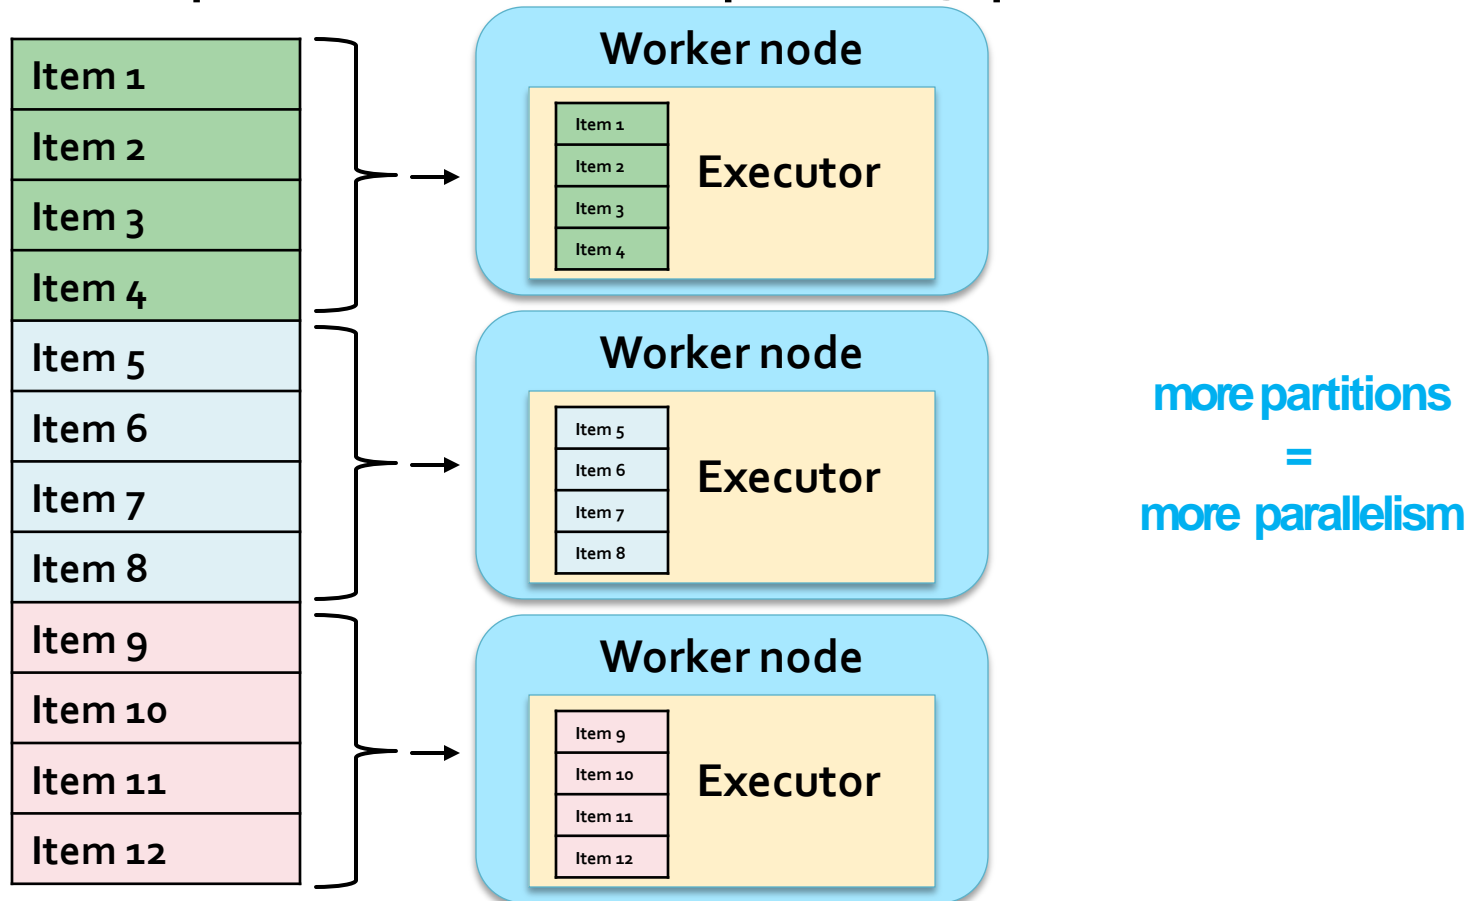 Item 1
Item 2
Item 3
Item 4
Item 5
Item 6
Item 7
Item 8
Item 9
Item 10
Item 11
Item 12
Worker node
Item 1
Item 2
Item 3
Item 4
Executor
Worker node
Item 5
Item 6
Item 7
Item 8
Executor
Worker node
Item 9
Item 10
Item 11
Item 12
Executor
more partitions
=
more parallelism